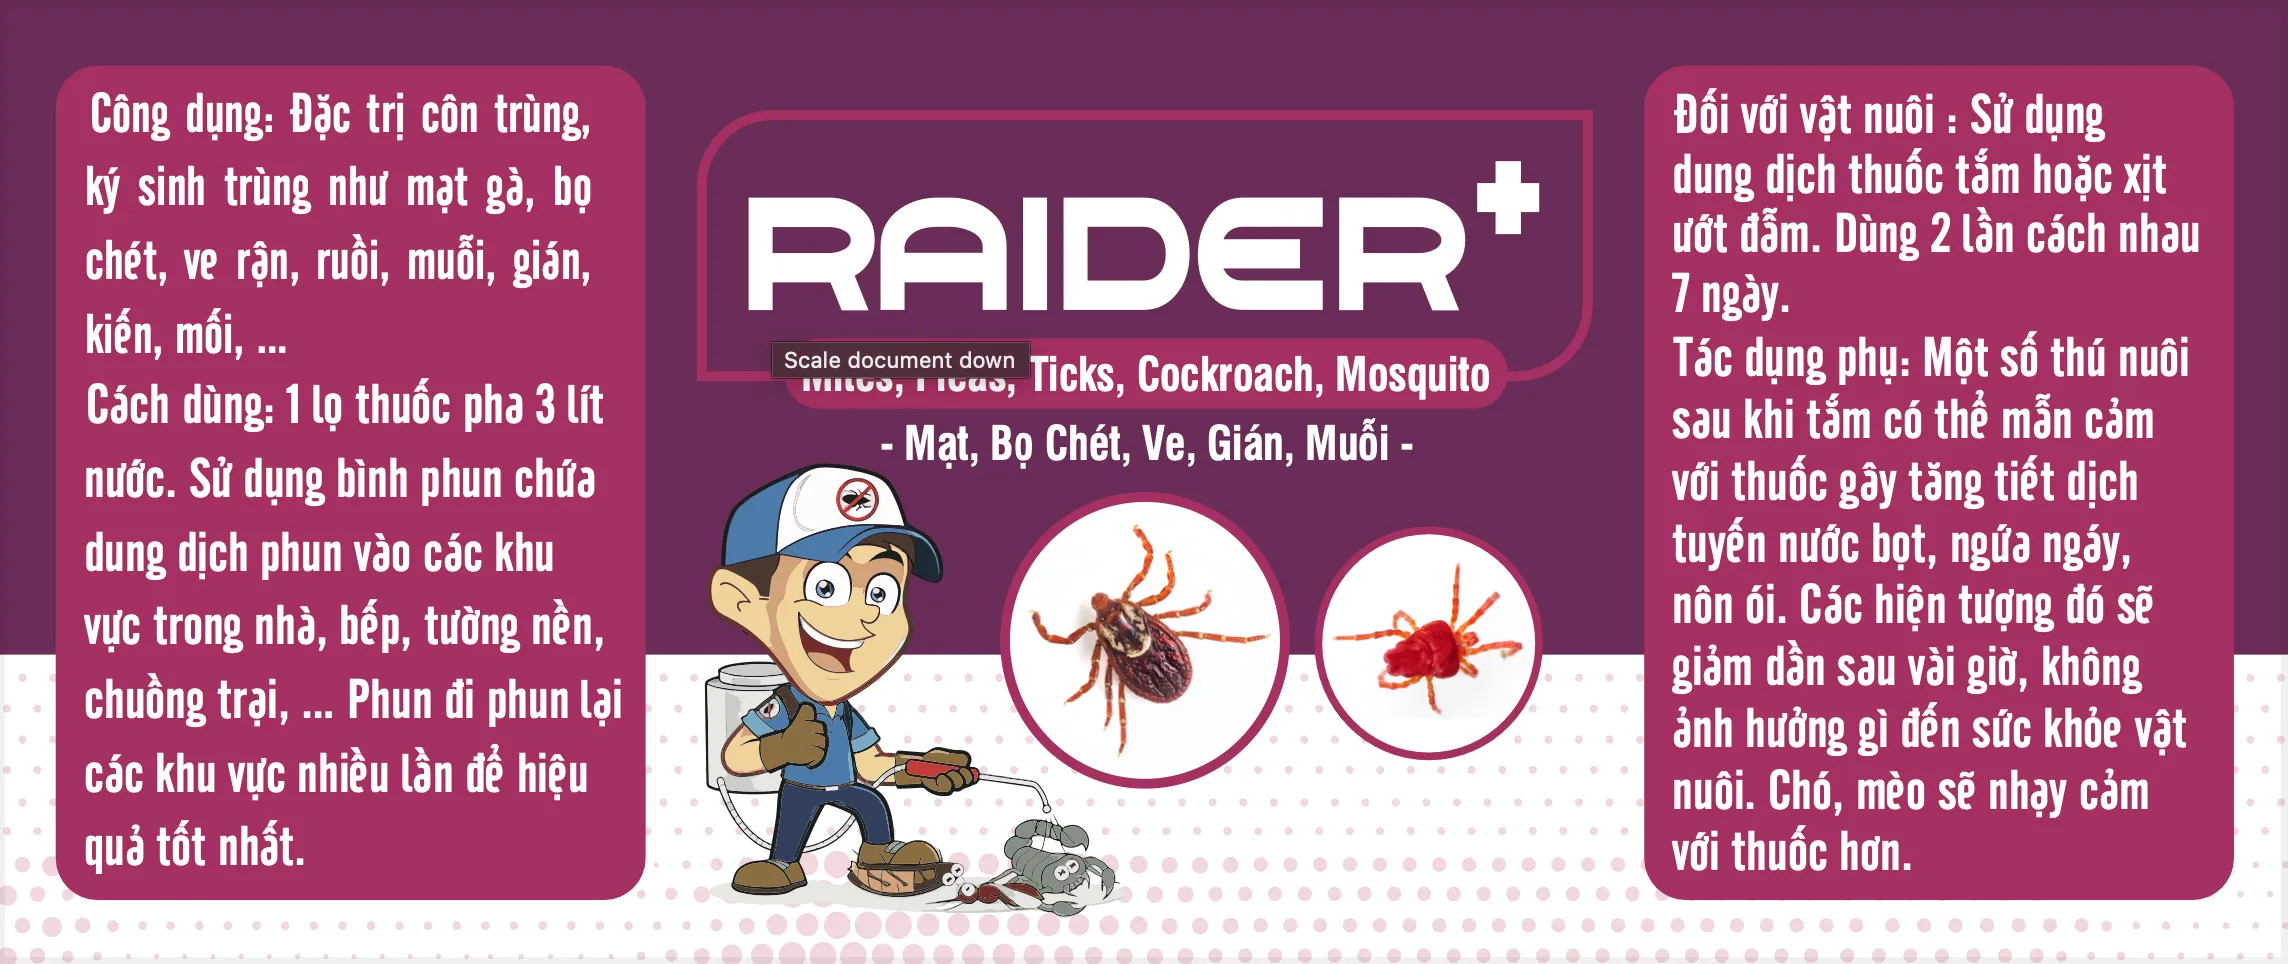 Công dụng: Đặc trị côn trùng,
ký sinh trùng như mạt gà, bọ
chét, ve rận, ruồi, muỗi, gián,
kiến, mối, ...
Cách dùng: 1 lọ thuốc pha 3 lít
nước. Sử dụng bình phun chứa
dung dịch phun vào các khu
vực trong nhà, bếp, tường nền,
chuồng trại, ... Phun đi phun lại
các khu vực nhiều lần để hiệu
quả tốt nhất.
RAIDER+
Scale document down
Ticks, Cockroach, Mosquito
- Mạt, Bọ Chét, Ve, Gián, Muỗi -
Đối với vật nuôi : Sử dụng
dung dịch thuốc tắm hoặc xịt
ướt đẫm. Dùng 2 lần cách nhau
7 ngày.
Tác dụng phụ: Một số thú nuôi
sau khi tắm có thể mẫn cảm
với thuốc gây tăng tiết dịch
tuyến nước bọt, ngứa ngáy,
nôn ói. Các hiện tượng đó sẽ
giảm dần sau vài giờ, không
ảnh hưởng gì đến sức khỏe vật
nuôi. Chó, mèo sẽ nhạy cảm
với thuốc hơn.